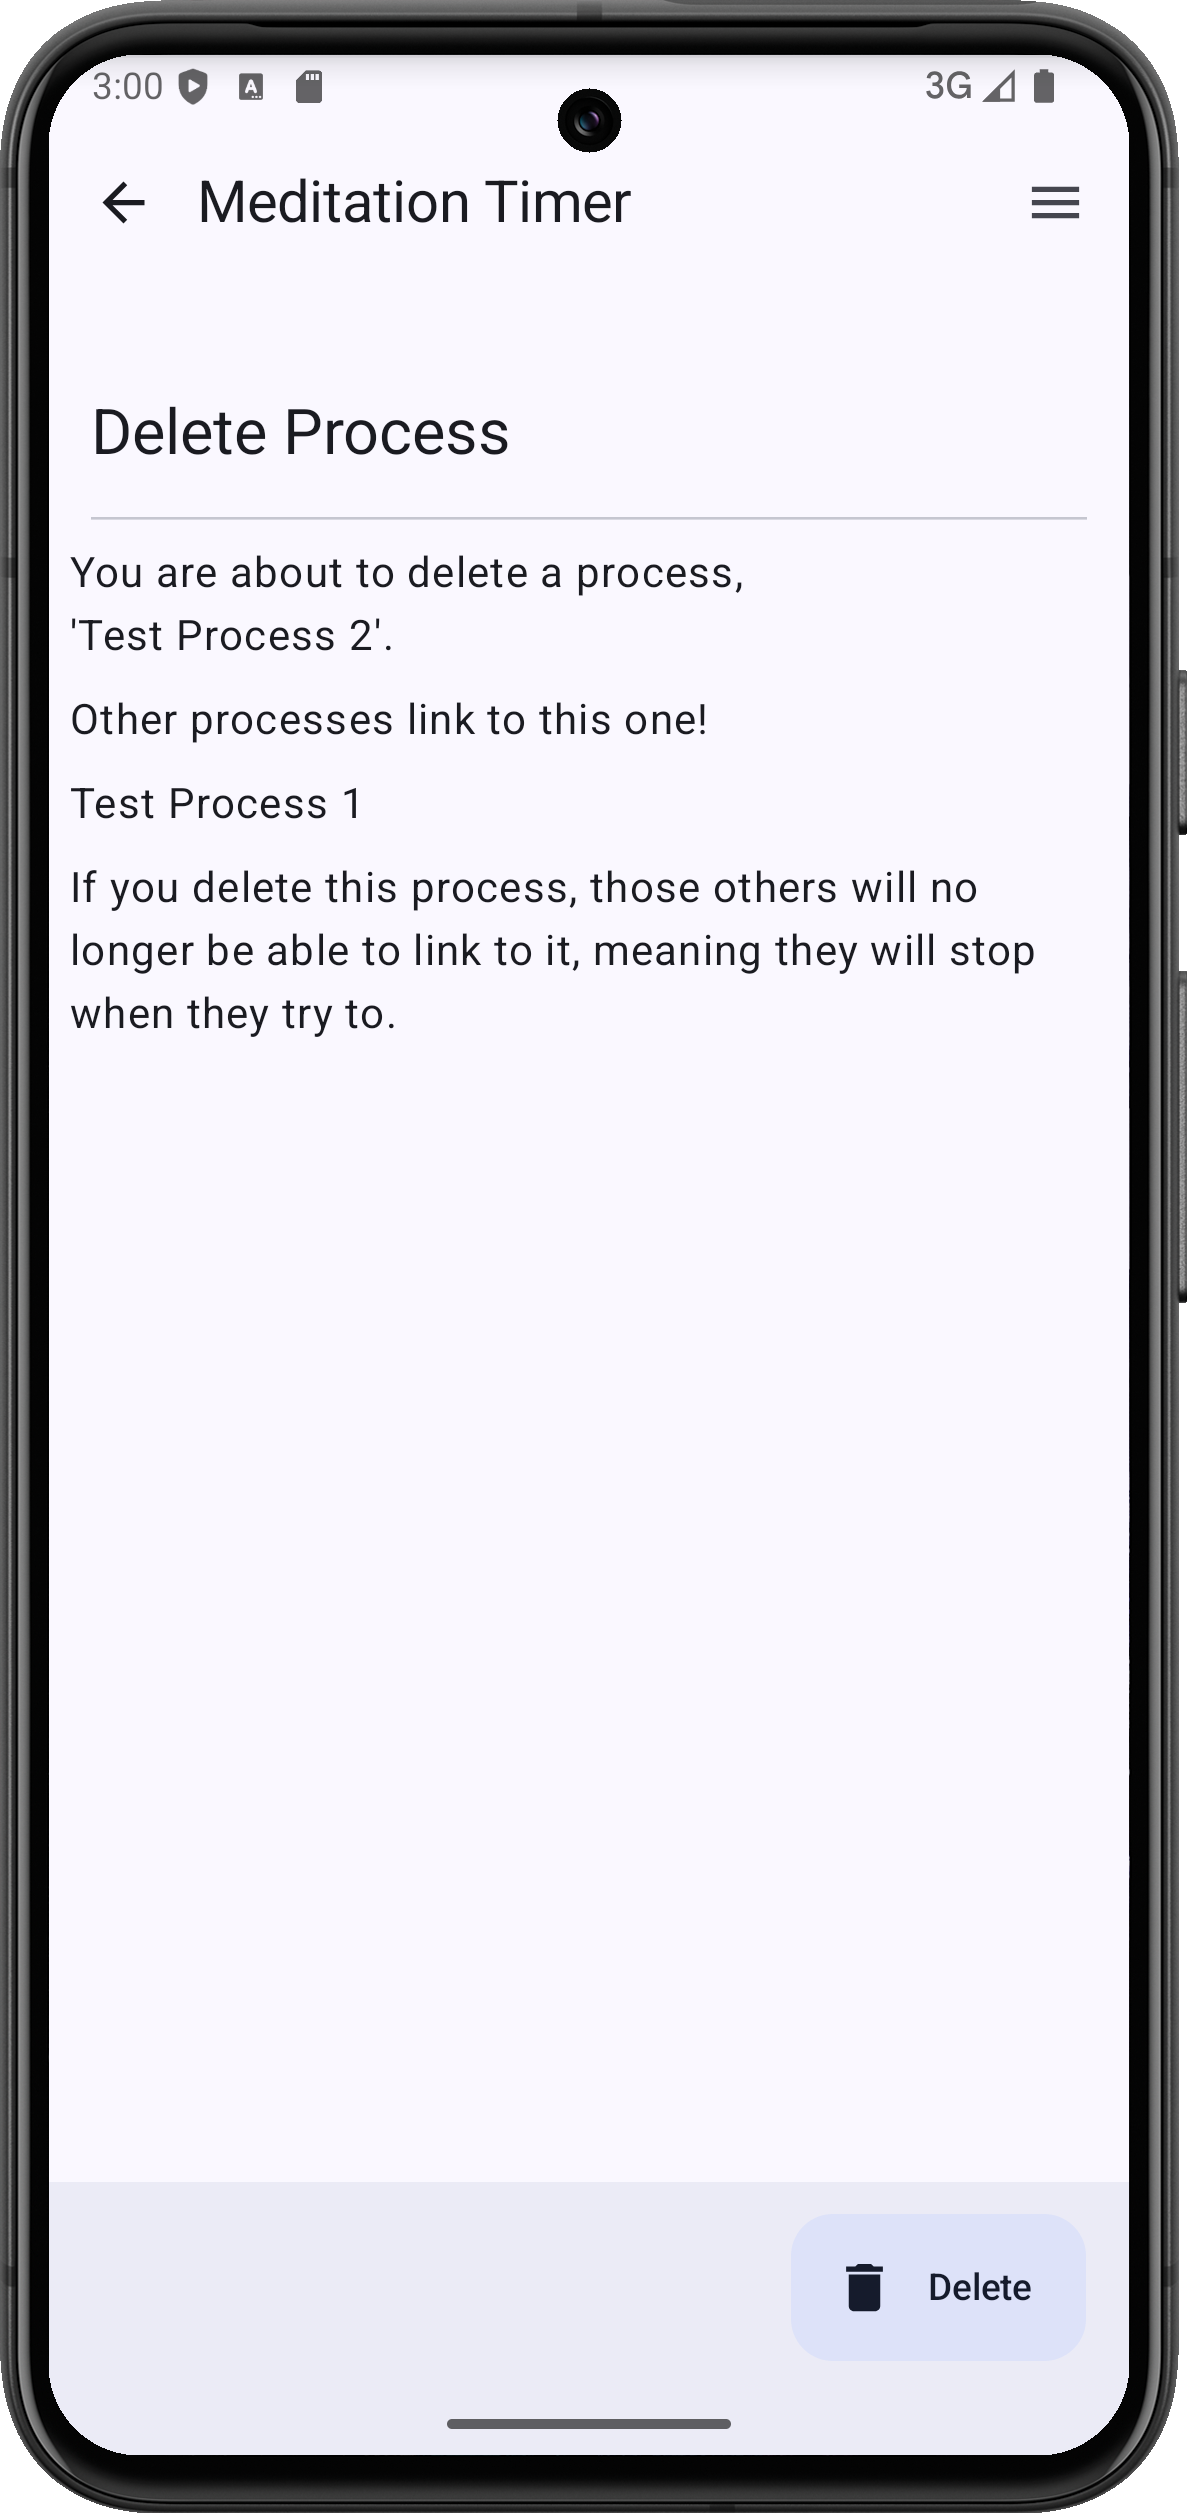 3:00 A 3G
Meditation Timer
Delete Process
You are about to delete a process,
'Test Process 2'.
Other processes link to this one!
Test Process 1
If you delete this process, those others will no
longer be able to link to it, meaning they will stop
when they try to.
Delete